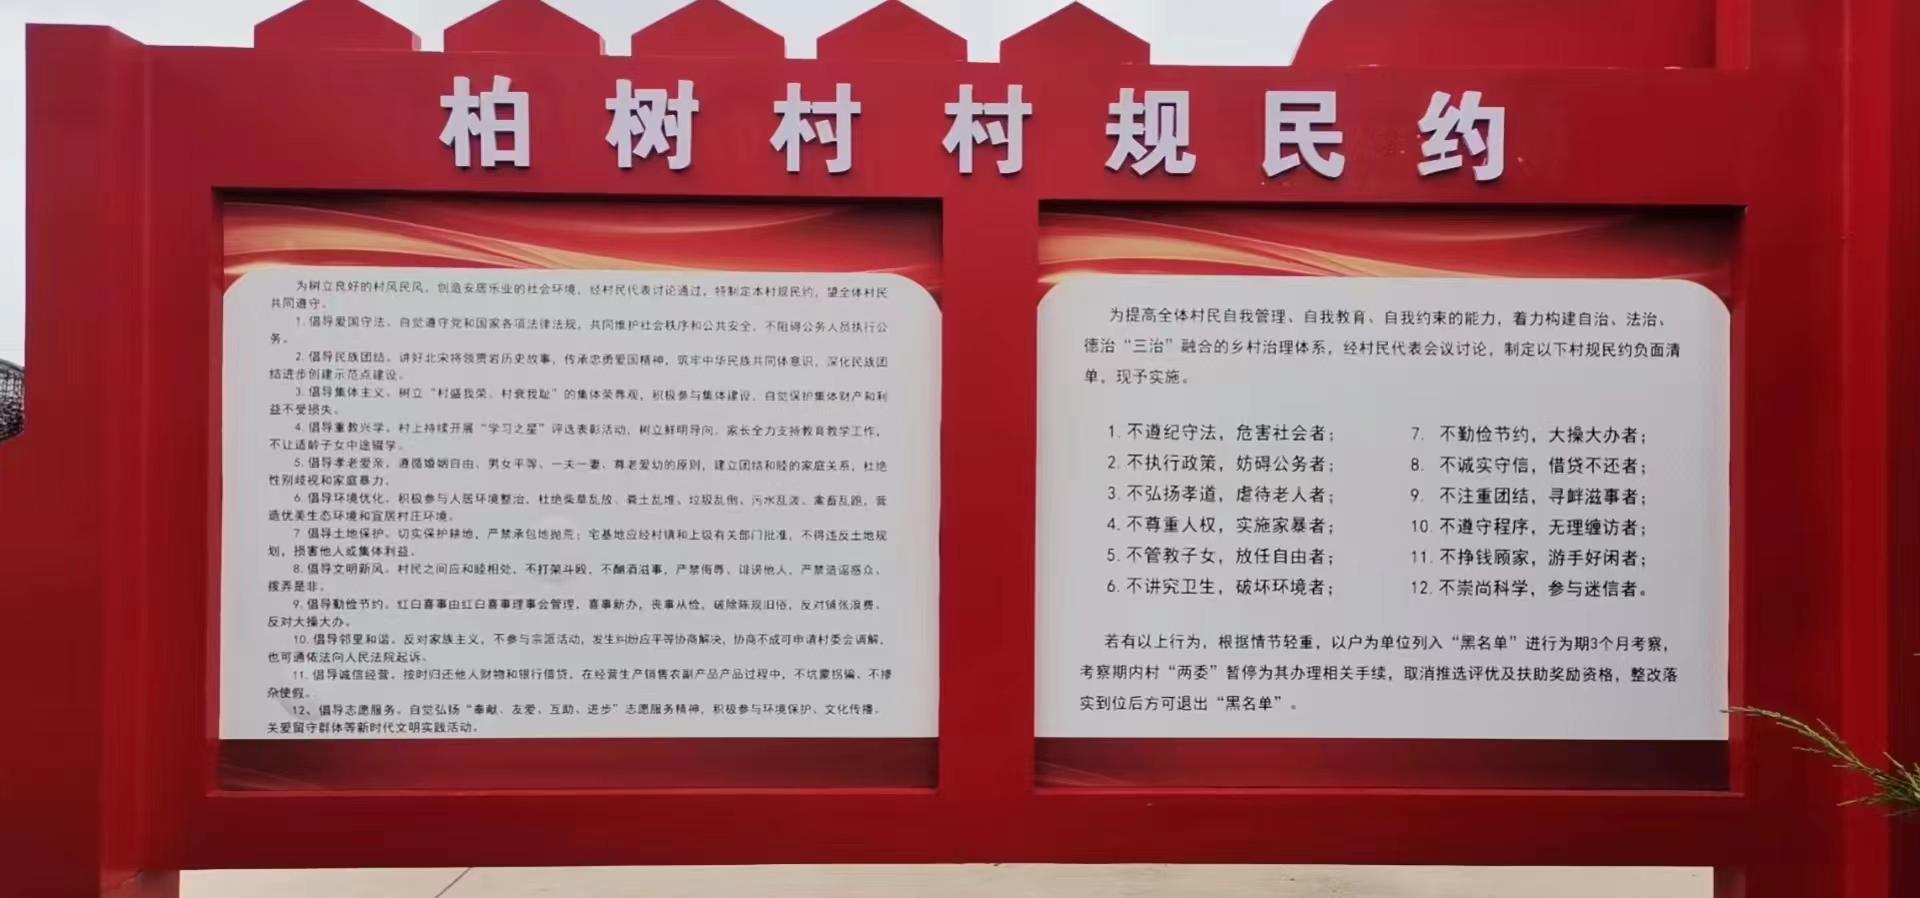 柏树村村规民约
为树立良好的村风民风，创造安居乐业的社会环境，经村民代表讨论通过，特制定本村规民约，望全体村民
共同遵守。
1. 倡导爱国守法。自觉遵守党和国家各项法律法规，共同维护社会秩序和公共安全，不阻碍公务人员执行公
务。
2. 倡导民族团结。讲好北宋将领贾岩历史故事，传承忠勇爱国精神，筑牢中华民族共同体意识，深化民族团
结进步创建示范点建设。
3. 倡导集体主义。树立“村盛我荣、村衰我耻”的集体荣辱观，积极参与集体建设，自觉保护集体财产和利
益不受损失。
4. 倡导重教兴学。村上持续开展“学习之星”评选表彰活动，树立鲜明导向。家长全力支持教育教学工作，
不让适龄子女中途辍学。
5. 倡导孝老爱亲。遵循婚姻自由、男女平等、一夫一妻、尊老爱幼的原则，建立团结和睦的家庭关系，杜绝
性别歧视和家庭暴力。
6. 倡导环境优化。积极参与人居环境整治，杜绝柴草乱放、粪土乱堆、垃圾乱倒、污水乱泼、禽畜乱跑，营
造优美生态环境和宜居村庄环境。
7 倡导土地保护。切实保护耕地，严禁承包地抛荒；宅基地应经村镇和上级有关部门批准，不得违反土地规
划，损害他人或集体利益。
8. 倡导文明新风。村民之间应和睦相处，不打架斗殴，不酗酒滋事，严禁侮辱、诽谤他人，严禁造谣惑众、
拨弄是非。
9. 倡导勤俭节约。红白喜事由红白喜事理事会管理，喜事新办，丧事从俭，破除陈规旧俗，反对铺张浪费、
反对大操大办。
10. 倡导邻里和谐。反对家族主义，不参与宗派活动，发生纠纷应平等协商解决，协商不成可申请村委会调解，
也可通依法向人民法院起诉。
11. 倡导诚信经营。按时归还他人财物和银行借贷，在经营生产销售农副产品产品过程中，不坑蒙拐骗、不掺
杂使假。
12、倡导志愿服务。自觉弘扬“奉献、友爱、互助、进步”志愿服务精神，积极参与环境保护、文化传播、
关爱留守群体等新时代文明实践活动。
为提高全体村民自我管理、自我教育、自我约束的能力，着力构建自治、法治、
德治“三治”融合的乡村治理体系，经村民代表会议讨论，制定以下村规民约负面清
单，现予实施。
1. 不遵纪守法，危害社会者；
2. 不执行政策，妨碍公务者；
3. 不弘扬孝道，虐待老人者；
4. 不尊重人权，实施家暴者；
5. 不管教子女，放任自由者；
6. 不讲究卫生，破坏环境者；
7. 不勤俭节约，大操大办者；
8. 不诚实守信，借贷不还者；
9. 不注重团结，寻衅滋事者；
10. 不遵守程序，无理缠访者；
11. 不挣钱顾家，游手好闲者；
12. 不崇尚科学，参与迷信者。
若有以上行为，根据情节轻重，以户为单位列入“黑名单”进行为期3个月考察，
考察期内村“两委”暂停为其办理相关手续，取消推选评优及扶助奖励资格，整改落
实到位后方可退出“黑名单”。